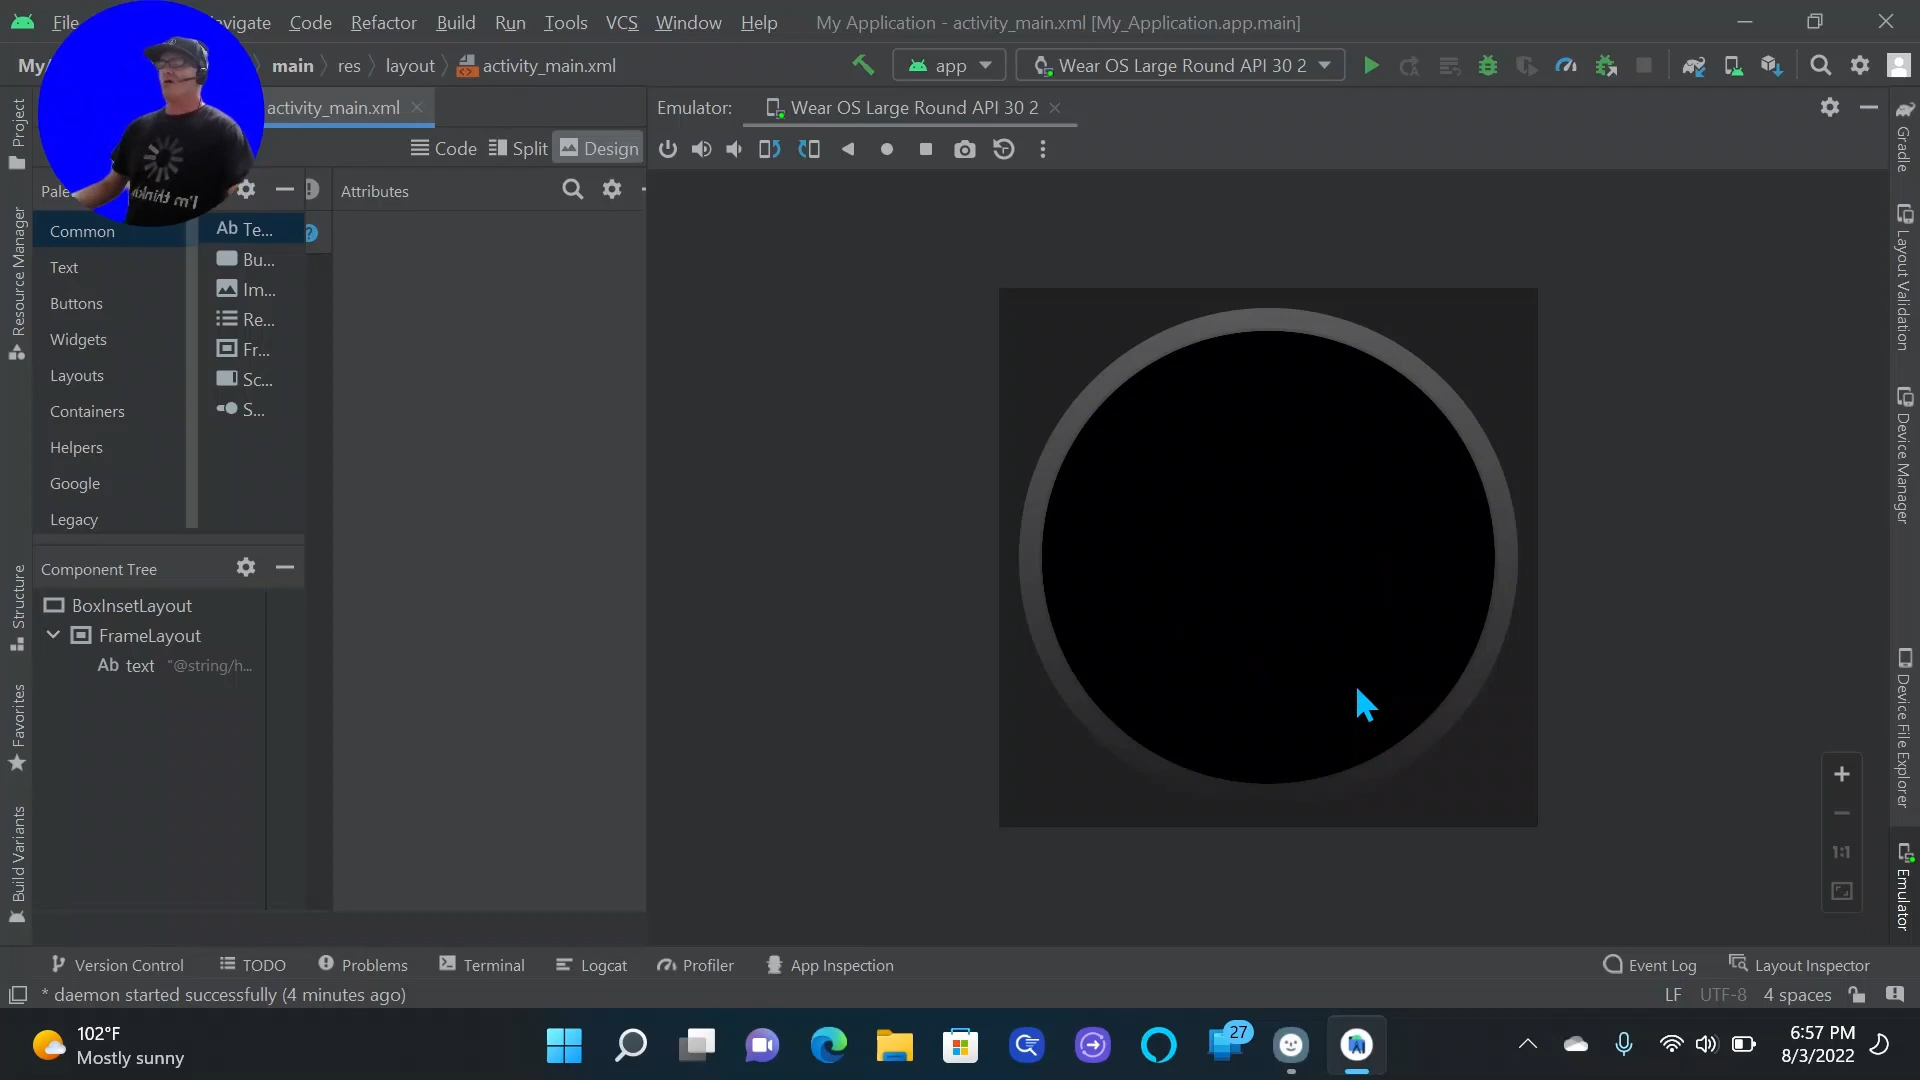 File
Navigate
Code
Refactor
Build
Run
Tools
VCS
Window
Help
My Application - activity_main.xml [My_Application.app.main]
My
main
res
layout
activity_main.xml
app
Wear OS Large Round API 30 2
activity_main.xml
Emulator:
Wear OS Large Round API 30 2
Code
Split
Design
Attributes
Common
Text
Buttons
Widgets
Layouts
Containers
Helpers
Google
Legacy
Ab Te...
Bu...
Im...
Re...
Fr...
Sc...
S...
Component Tree
BoxInsetLayout
FrameLayout
Ab text "@string/h...
Project
Resource Manager
Structure
Favorites
Build Variants
Gradle
Layout Validation
Device Manager
Device File Explorer
Emulator
1:1
Version Control
TODO
Problems
Terminal
Logcat
Profiler
App Inspection
Event Log
Layout Inspector
* daemon started successfully (4 minutes ago)
LF
UTF-8
4 spaces
102°F
Mostly sunny
27
6:57 PM
8/3/2022